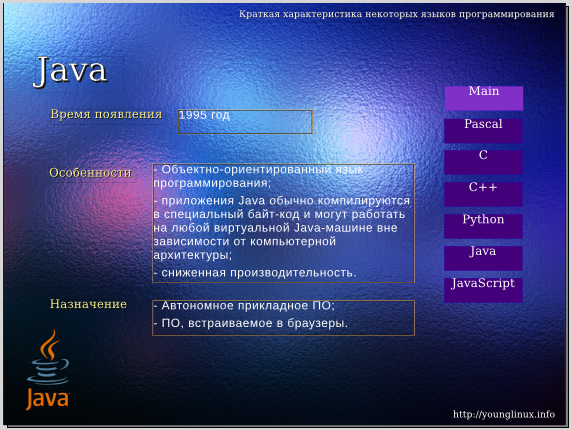 Краткая характеристика некоторых языков программирования
Java
Время появления
1995 год
Особенности
- Объектно-ориентированный язык
программирования;
- приложения Java обычно компилируются
в специальный байт-код и могут работать
на любой виртуальной Java-машине вне
зависимости от компьютерной
архитектуры;
- сниженная производительность.
Назначение
- Автономное прикладное ПО;
- ПО, встраиваемое в браузеры.
Main
Pascal
C
C++
Python
Java
JavaScript
Java
http://younglinux.info